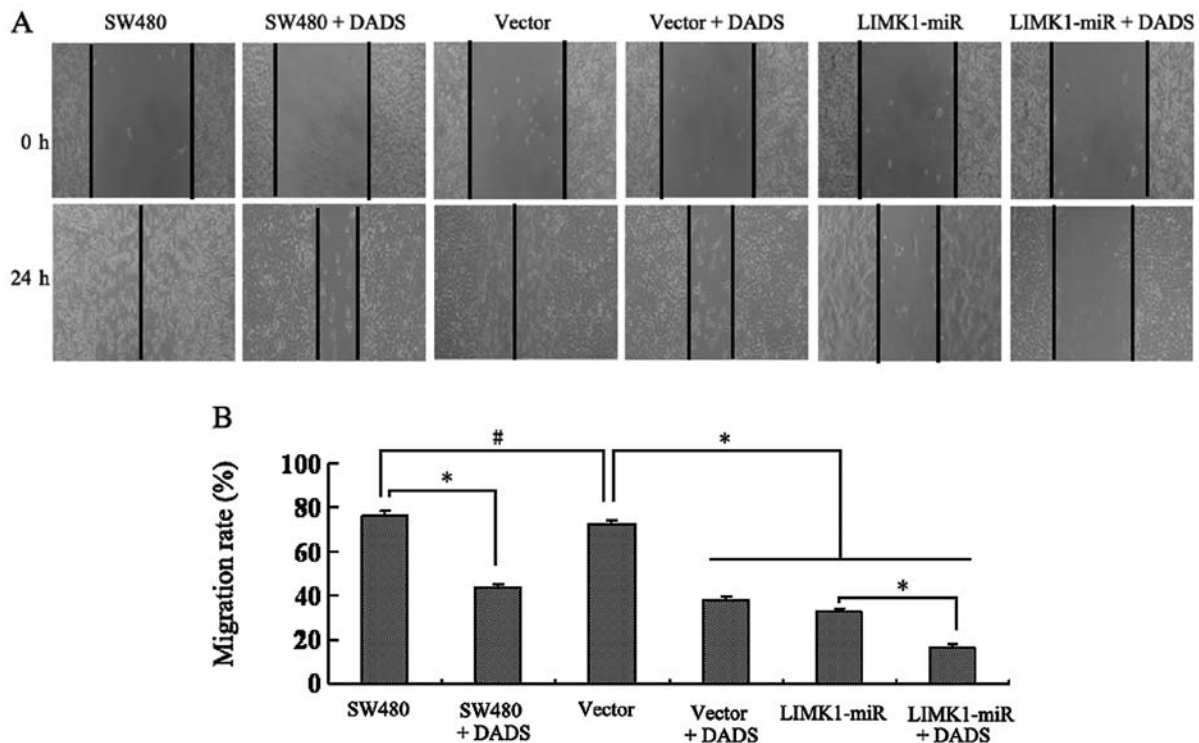 A
SW480 SW480 + DADS Vector Vector + DADS LIMK1-miR LIMK1-miR + DADS
0 h
24 h
B
# *
*
*
Migration rate (%)
100
80
60
40
20
0
SW480 SW480 + DADS Vector Vector + DADS LIMK1-miR LIMK1-miR + DADS